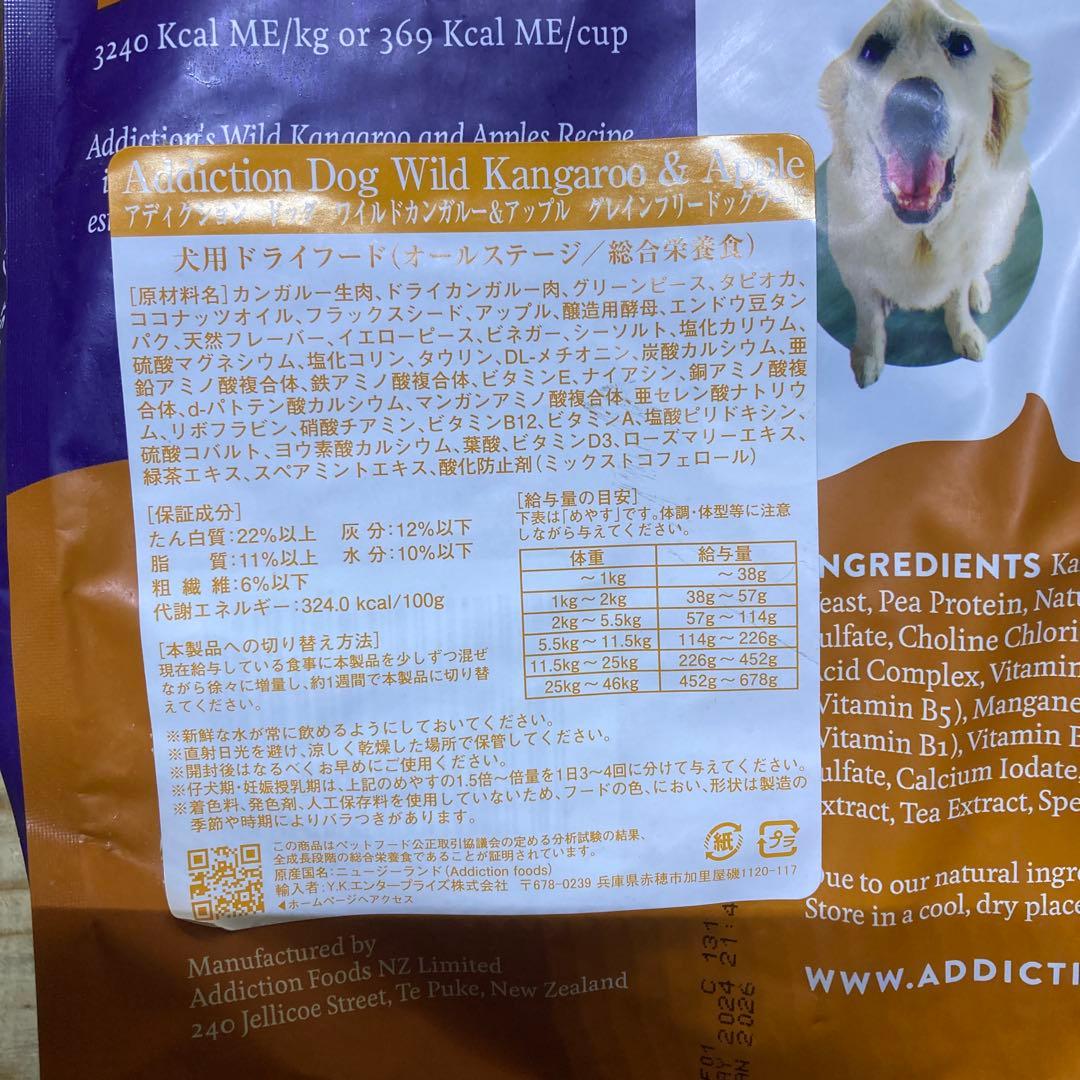 3240 Kcal ME/kg or 369 Kcal ME/cup
Addiction's Wild Kangaroo and Apples Recipe
Addiction Dog Wild Kangaroo & Apple
アディクション ドッグ ワイルドカンガルー&アップル グレインフリードッグフード
犬用ドライフード(オールステージ/総合栄養食)
[原材料名]カンガルー生肉、ドライカンガルー肉、グリーンピース、タピオカ、
ココナッツオイル、フラックスシード、アップル、醸造用酵母、エンドウ豆タン
パク、天然フレーバー、イエローピース、ビネガー、シーソルト、塩化カリウム、
硫酸マグネシウム、塩化コリン、タウリン、DL-メチオニン、炭酸カルシウム、亜
鉛アミノ酸複合体、鉄アミノ酸複合体、ビタミンE、ナイアシン、銅アミノ酸複
合体、d-パトテン酸カルシウム、マンガンアミノ酸複合体、亜セレン酸ナトリウ
ム、リボフラビン、硝酸チアミン、ビタミンB12、ビタミンA、塩酸ピリドキシン、
硫酸コバルト、ヨウ素酸カルシウム、葉酸、ビタミンD3、ローズマリーエキス、
緑茶エキス、スペアミントエキス、酸化防止剤(ミックストコフェロール)
[保証成分]
たん白質:22%以上 灰分:12%以下
脂 質:11%以上 水分:10%以下
粗繊維:6%以下
代謝エネルギー:324.0 kcal/100g
[本製品への切り替え方法]
現在給与している食事に本製品を少しずつ混ぜ
ながら徐々に増量し、約1週間で本製品に切り替
えてください。
[給与量の目安]
下表は「めやす」です。体調・体型等に注意
しながら与えてください。
体重 給与量
~1kg ~38g
1kg~2kg 38g~57g
2kg~5.5kg 57g~114g
5.5kg~11.5kg 114g~226g
11.5kg~25kg 226g~452g
25kg~46kg 452g~678g
※新鮮な水が常に飲めるようにしておいてください。
※直射日光を避け、涼しく乾燥した場所で保管してください。
※開封後はなるべくお早めにご使用ください。
※仔犬期・妊娠授乳期は、上記のめやすの1.5倍~倍量を1日3~4回に分けて与えてください。
※着色料、発色剤、人工保存料を使用していないため、フードの色、におい、形状は製造の
季節や時期によりバラつきがあります。
この商品はペットフード公正取引協議会の定める分析試験の結果、
全成長段階の総合栄養食であることが証明されています。
原産国名:ニュージーランド(Addiction foods)
輸入者:Y.K.エンタープライズ株式会社 〒678-0239 兵庫県赤穂市加里屋磯1120-117
◀ホームページへアクセス
紙
プラ
Manufactured by
Addiction Foods NZ Limited
240 Jellicoe Street, Te Puke, New Zealand
NGREDIENTS Ka
east, Pea Protein, Natu
ulfate, Choline Chlori
cid Complex, Vitamin
Vitamin B5), Mangane
Vitamin B1), Vitamin B
ulfate, Calcium Iodate,
xtract, Tea Extract, Spe
ue to our natural ingre
Store in a cool, dry place
WWW.ADDICTI
C 131
2024 21:4
2026